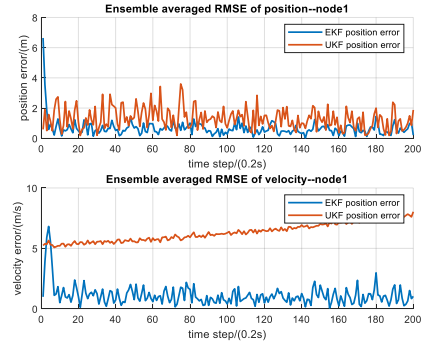 Ensemble averaged RMSE of position--node1
8
6
4
2
0
position error/(m)
EKF position error
UKF position error
0 20 40 60 80 100 120 140 160 180 200
time step/(0.2s)
Ensemble averaged RMSE of velocity--node1
10
5
0
velocity error/(m/s)
EKF position error
UKF position error
0 20 40 60 80 100 120 140 160 180 200
time step/(0.2s)